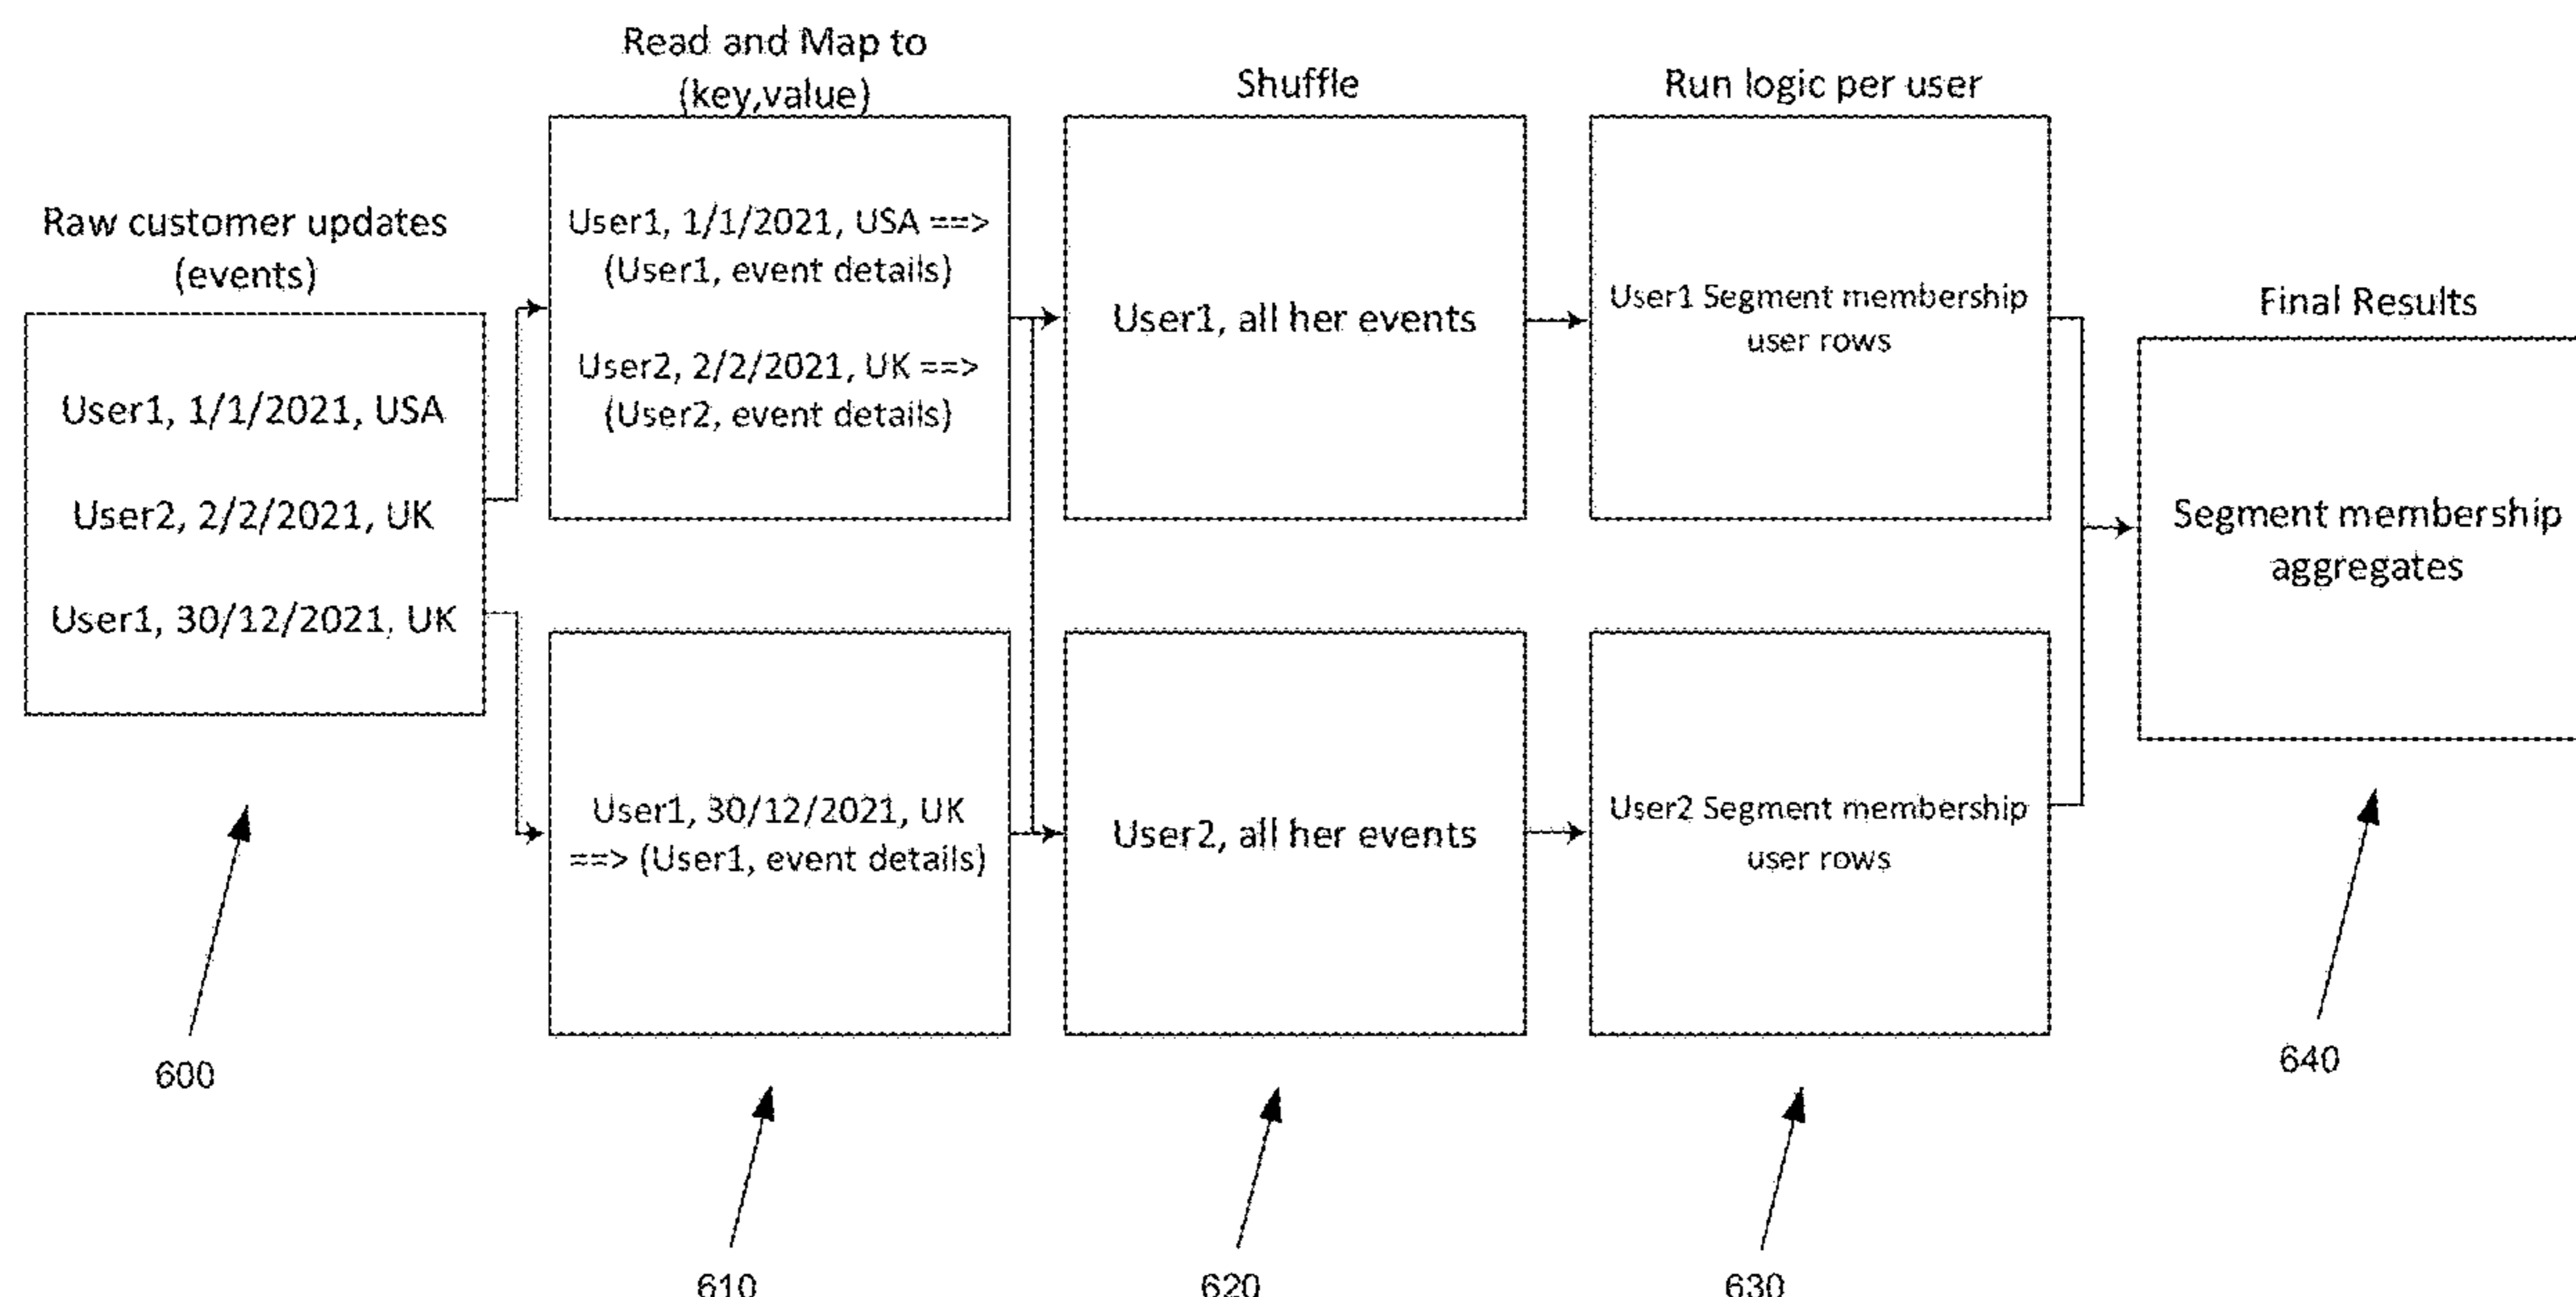 Raw customer updates
(events)
User1, 1/1/2021, USA
User2, 2/2/2021, UK
User1, 30/12/2021, UK
600
Read and Map to
(key,value)
User1, 1/1/2021, USA ==>
(User1, event details)
User2, 2/2/2021, UK ==>
(User2, event details)
User1, 30/12/2021, UK
==> (User1, event details)
610
Shuffle
User1, all her events
User2, all her events
620
Run logic per user
User1 Segment membership
user rows
User2 Segment membership
user rows
630
Final Results
Segment membership
aggregates
640